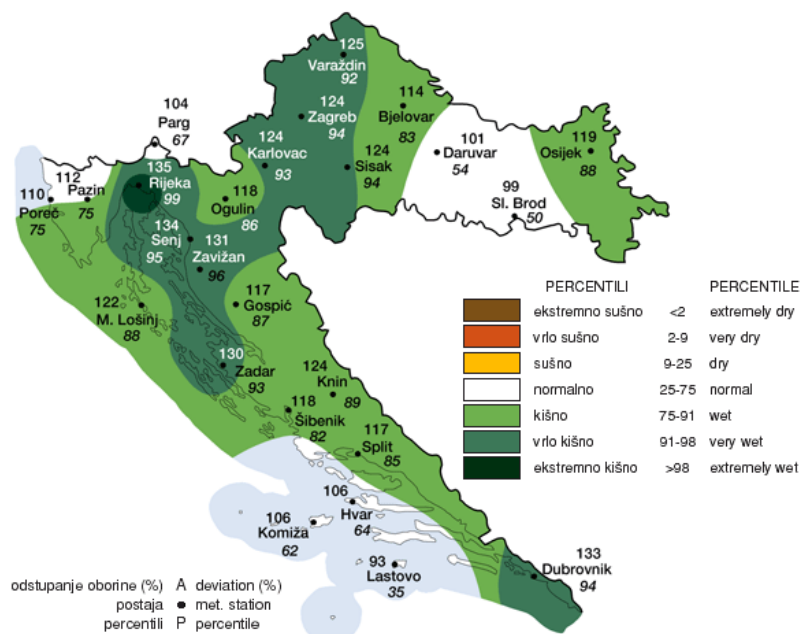 125
Varaždin
92
124
Zagreb
94
114
Bjelovar
83
104
Parg
67
124
Karlovac
93
124
Sisak
94
101
Daruvar
54
119
Osijek
88
99
Sl. Brod
50
110
Poreč
75
112
Pazin
75
135
Rijeka
99
118
Ogulin
86
134
Senj
95
131
Zavižan
96
122
M. Lošinj
88
117
Gospić
87
130
Zadar
93
124
Knin
89
118
Šibenik
82
117
Split
85
106
Hvar
64
106
Komiža
62
93
Lastovo
35
133
Dubrovnik
94
PERCENTILI PERCENTILE
ekstremno sušno <2 extremely dry
vrlo sušno 2-9 very dry
sušno 9-25 dry
normalno 25-75 normal
kišno 75-91 wet
vrlo kišno 91-98 very wet
ekstremno kišno >98 extremely wet
odstupanje oborine (%) A deviation (%)
postaja ● met. station
percentili P percentile